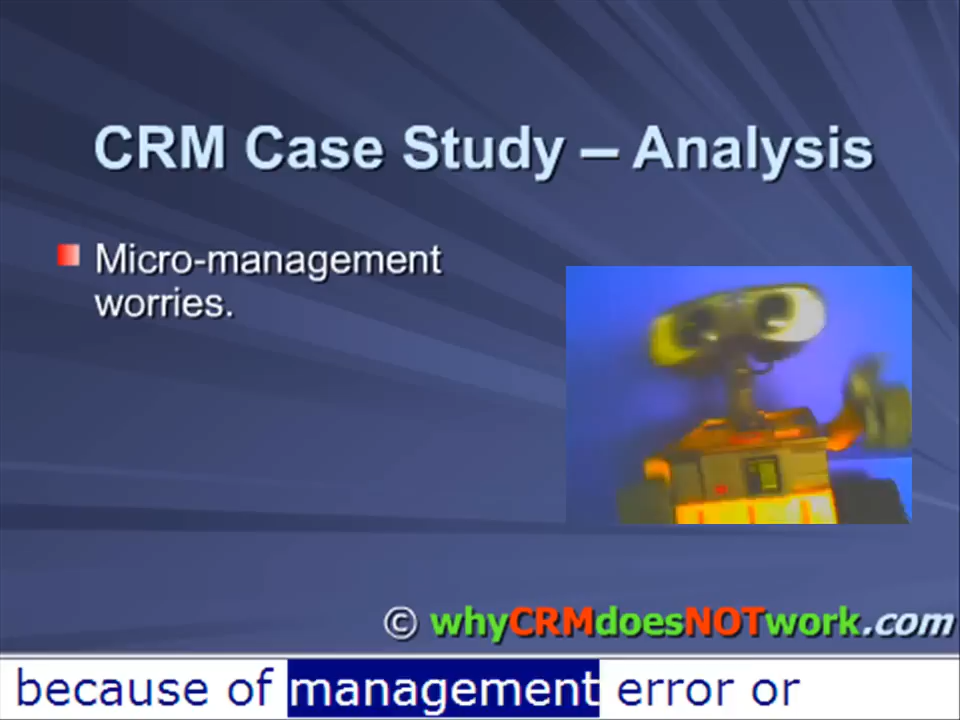 CRM Case Study – Analysis
Micro-management
worries.
© whyCRMdoesNOTwork.com
because of management error or